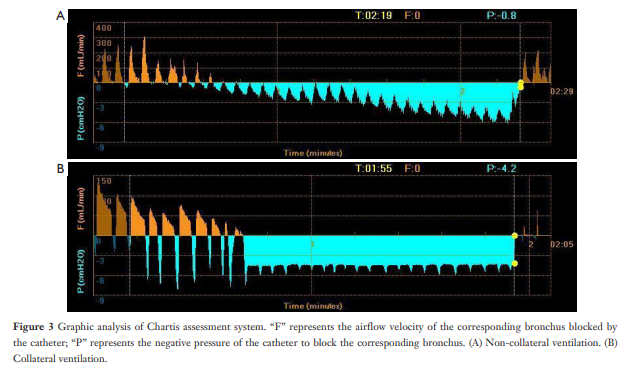 A
T:02:19 F:0 P:-0.8
400
300
200
F (mL/min)
0
2
02:29
-3
-6
P (cmH2O)
-9
Time (minutes)
B
T:01:55 F:0 P:-4.2
150
F (mL/min)
0
1
2
02:05
-3
-6
P (cmH2O)
-9
Time (minutes)
Figure 3 Graphic analysis of Chartis assessment system. “F” represents the airflow velocity of the corresponding bronchus blocked by
the catheter; “P” represents the negative pressure of the catheter to block the corresponding bronchus. (A) Non-collateral ventilation. (B)
Collateral ventilation.